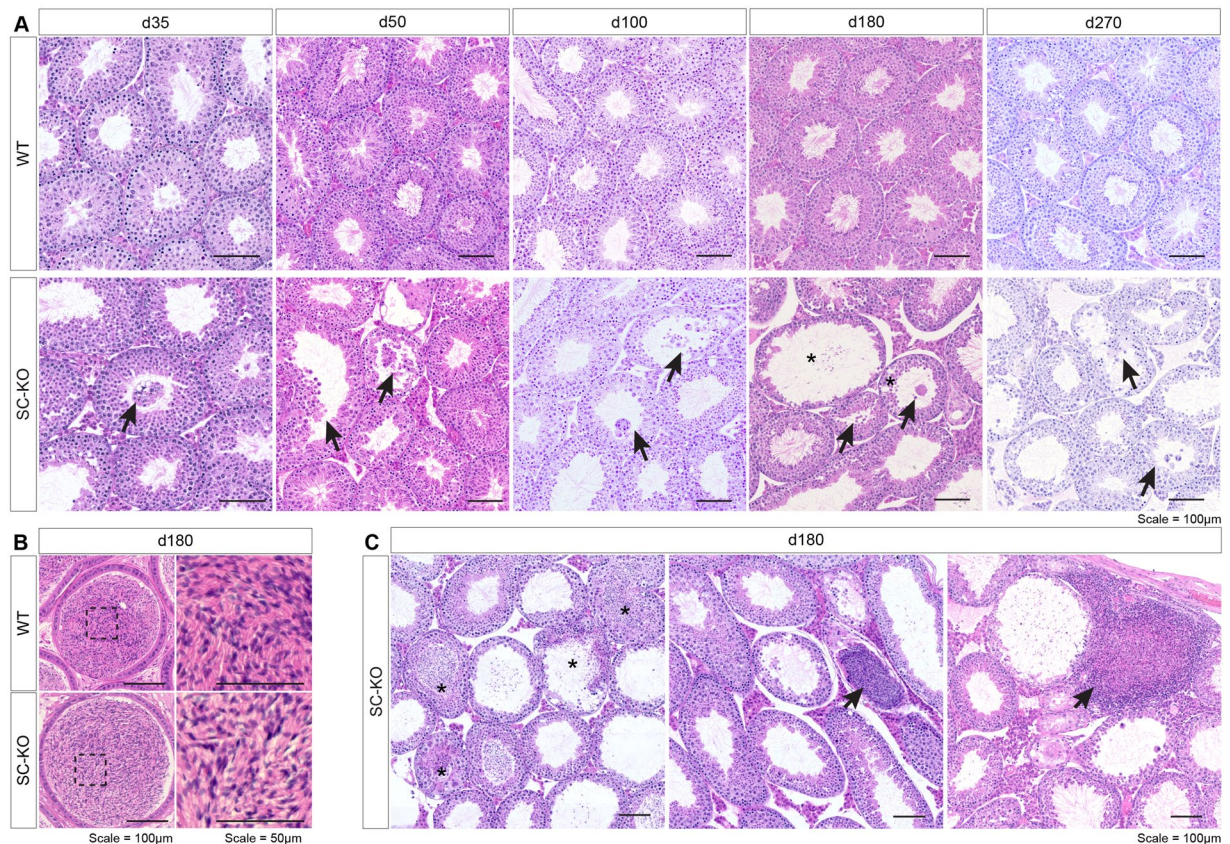 A
d35
d50
d100
d180
d270
WT
SC-KO
*
*
Scale = 100µm
B
d180
WT
SC-KO
Scale = 100µm
Scale = 50µm
C
d180
SC-KO
*
*
*
*
Scale = 100µm